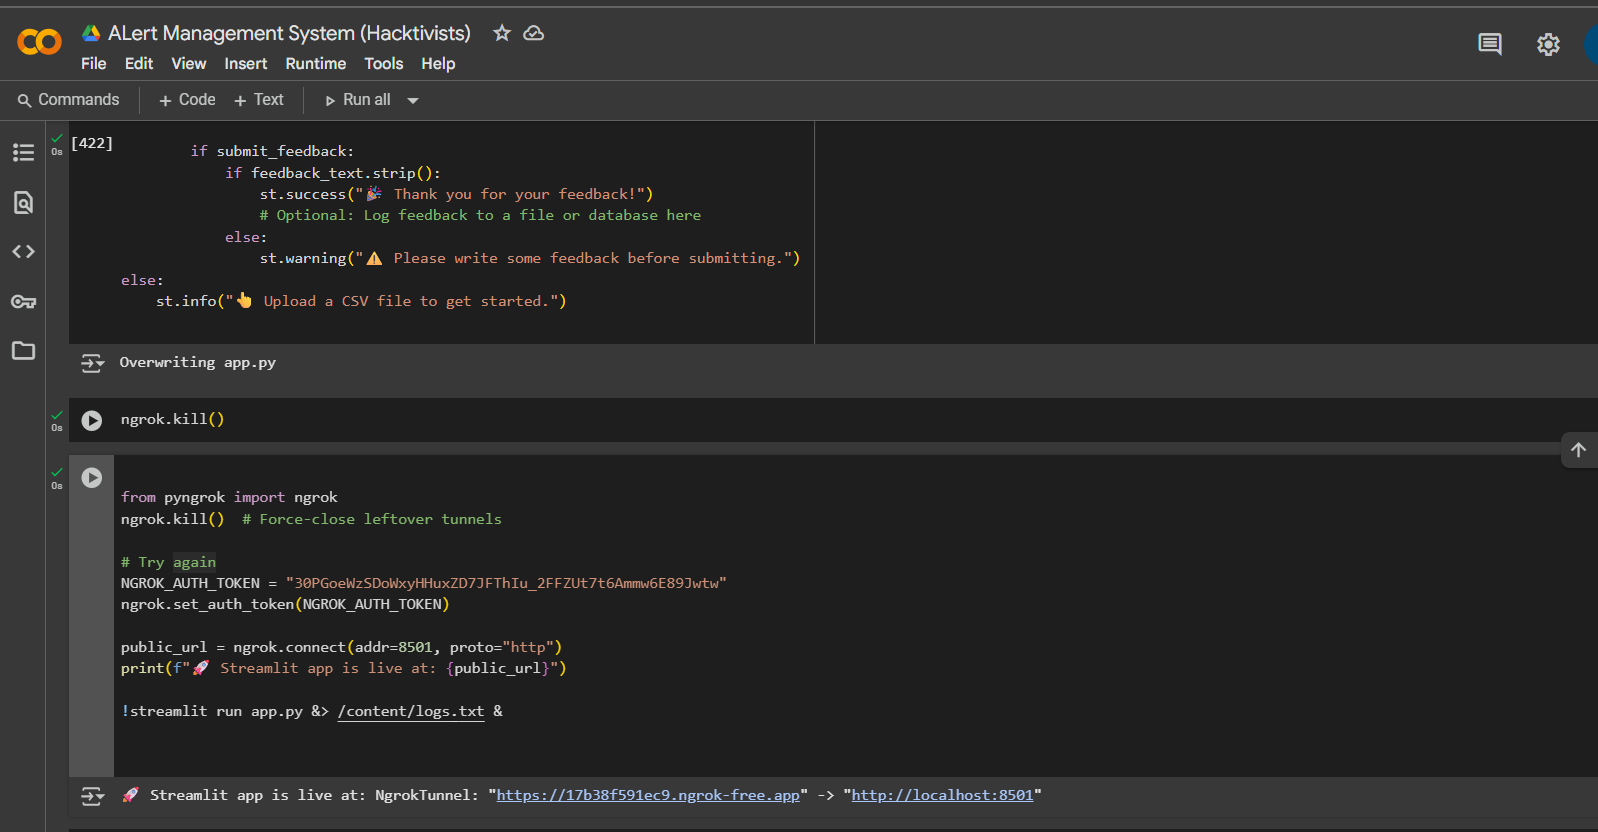 ALert Management System (Hacktivists)
File Edit View Insert Runtime Tools Help
Commands + Code + Text Run all
0s
[422]
if submit_feedback:
if feedback_text.strip():
st.success("🎉 Thank you for your feedback!")
# Optional: Log feedback to a file or database here
else:
st.warning("⚠️ Please write some feedback before submitting.")
else:
st.info("👆 Upload a CSV file to get started.")
Overwriting app.py
0s
ngrok.kill()
0s
from pyngrok import ngrok
ngrok.kill()  # Force-close leftover tunnels
# Try again
NGROK_AUTH_TOKEN = "30PGoeWzSDoWxyHHuxZD7JFThIu_2FFZUt7t6Ammw6E89Jwtw"
ngrok.set_auth_token(NGROK_AUTH_TOKEN)
public_url = ngrok.connect(addr=8501, proto="http")
print(f"🚀 Streamlit app is live at: {public_url}")
!streamlit run app.py &> /content/logs.txt &
🚀 Streamlit app is live at: NgrokTunnel: "https://17b38f591ec9.ngrok-free.app" -> "http://localhost:8501"